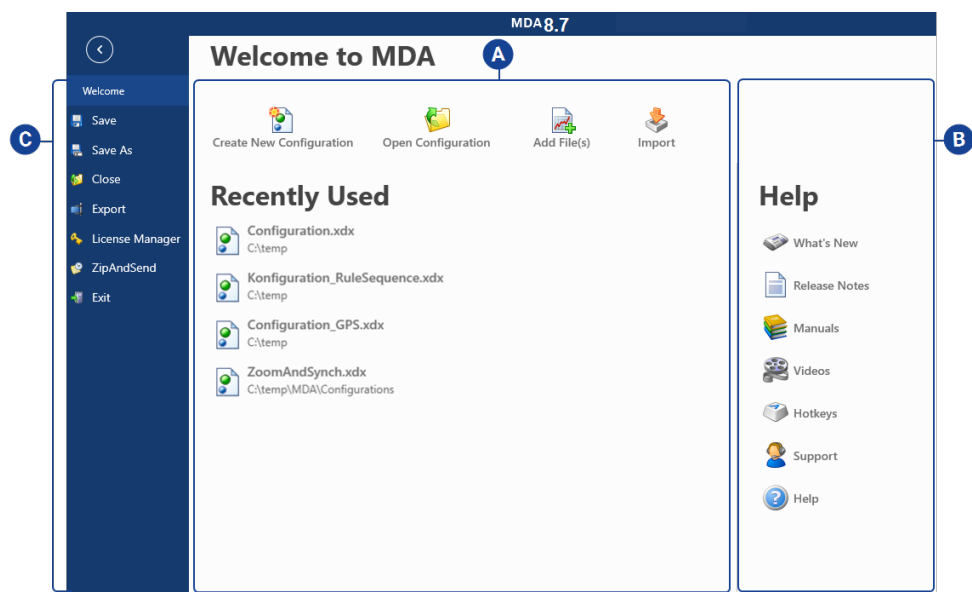 MDA 8.7
Welcome to MDA
A
C
B
Welcome
Save
Save As
Close
Export
License Manager
ZipAndSend
Exit
Create New Configuration
Open Configuration
Add File(s)
Import
Recently Used
Configuration.xdx
C:\temp
Konfiguration_RuleSequence.xdx
C:\temp
Configuration_GPS.xdx
C:\temp
ZoomAndSynch.xdx
C:\temp\MDA\Configurations
Help
What's New
Release Notes
Manuals
Videos
Hotkeys
Support
Help